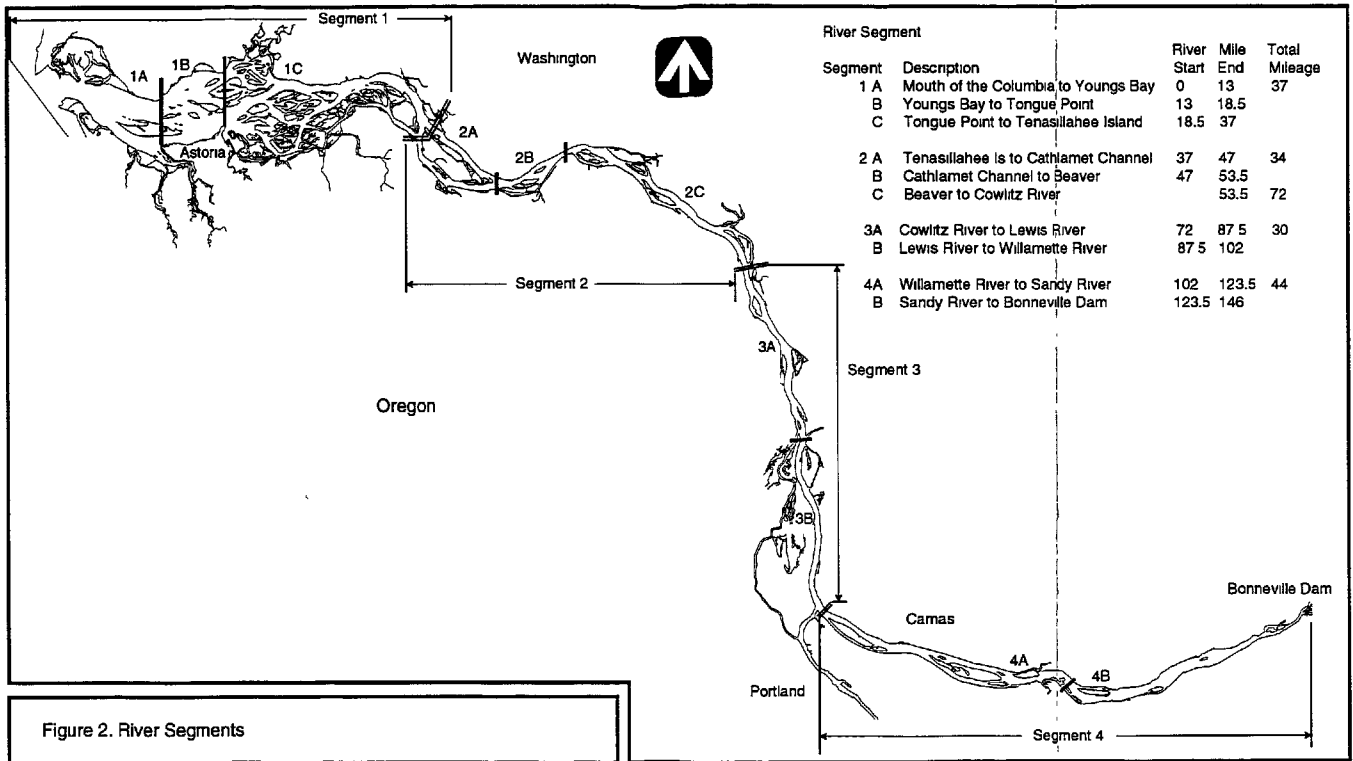 Segment 1
Washington
1A
1B
1C
Astoria
2A
2B
2C
Segment 2
3A
Segment 3
Oregon
3B
Camas
Bonneville Dam
4A
4B
Portland
Segment 4
River Segment
River Mile Total
Segment Description Start End Mileage
1 A Mouth of the Columbia to Youngs Bay 0 13 37
B Youngs Bay to Tongue Point 13 18.5
C Tongue Point to Tenasillahee Island 18.5 37
2 A Tenasillahee Is to Cathlamet Channel 37 47 34
B Cathlamet Channel to Beaver 47 53.5
C Beaver to Cowlitz River 53.5 72
3A Cowlitz River to Lewis River 72 87 5 30
B Lewis River to Willamette River 87 5 102
4A Willamette River to Sandy River 102 123.5 44
B Sandy River to Bonneville Dam 123.5 146
Figure 2. River Segments